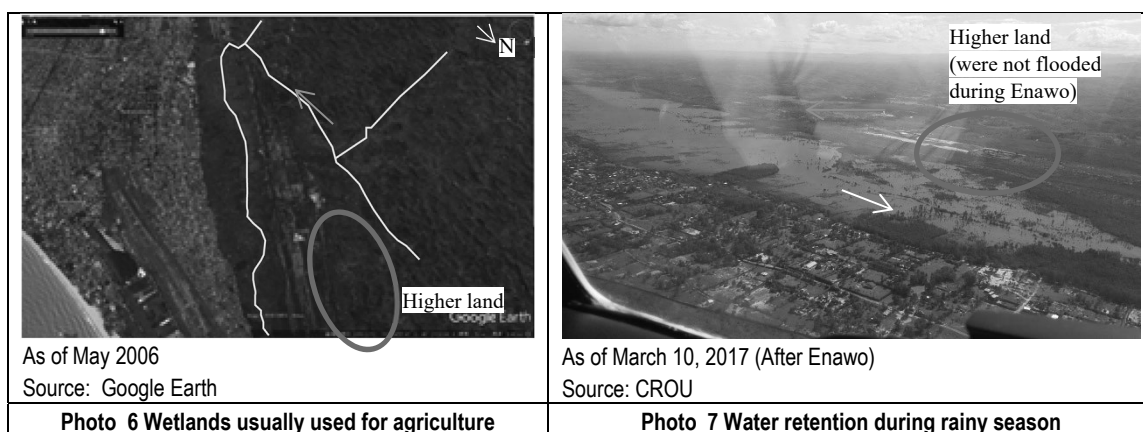 N
Higher land
Google Earth
As of May 2006
Source: Google Earth
Photo 6 Wetlands usually used for agriculture
Higher land
(were not flooded
during Enawo)
As of March 10, 2017 (After Enawo)
Source: CROU
Photo 7 Water retention during rainy season